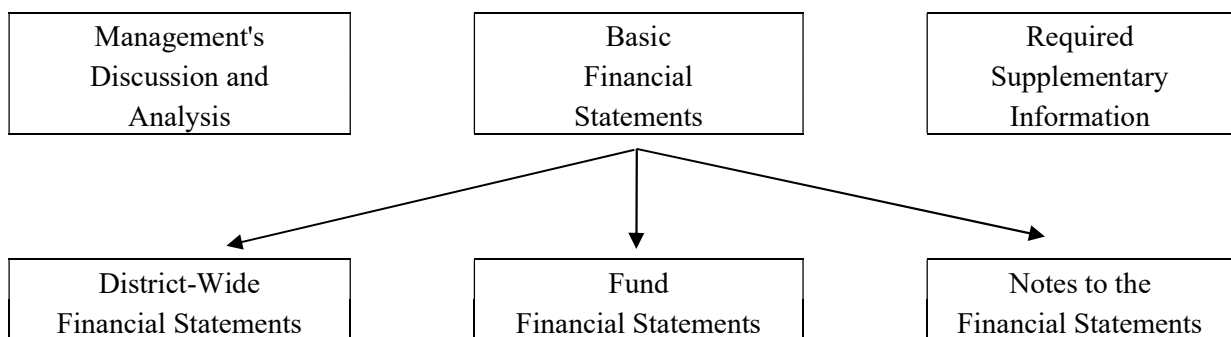 Management's
Discussion and
Analysis
Basic
Financial
Statements
Required
Supplementary
Information
District-Wide
Financial Statements
Fund
Financial Statements
Notes to the
Financial Statements